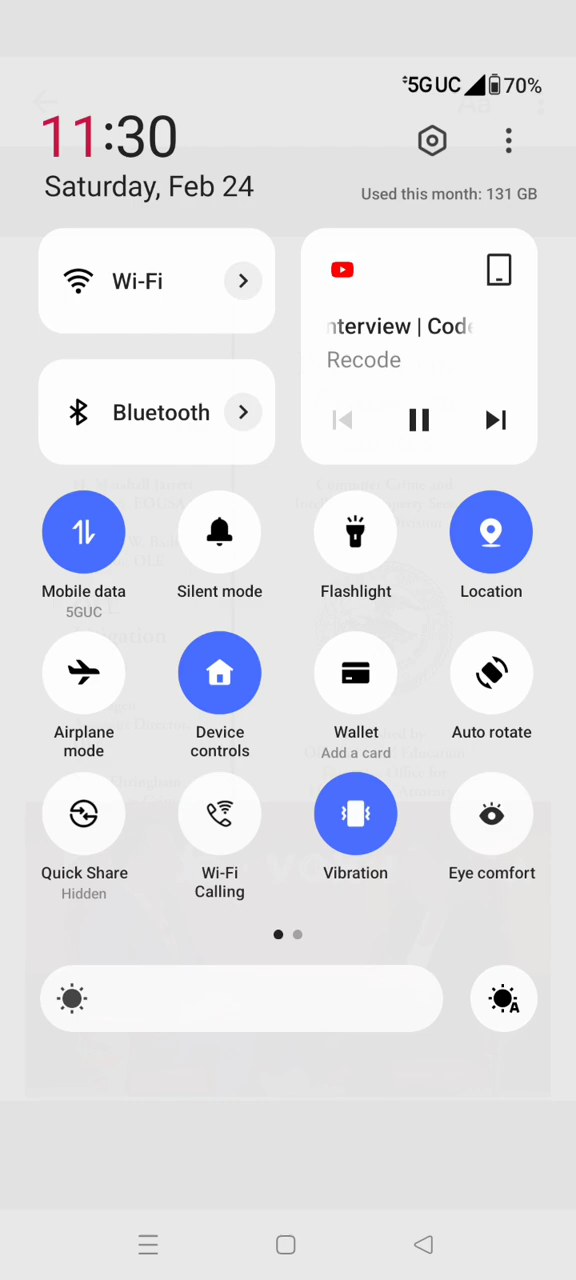 5G UC 70%
11:30
Saturday, Feb 24
Used this month: 131 GB
Wi-Fi
nterview | Code
Recode
Bluetooth
Mobile data
5GUC
Silent mode
Flashlight
Location
Airplane
mode
Device
controls
Wallet
Add a card
Auto rotate
Quick Share
Hidden
Wi-Fi
Calling
Vibration
Eye comfort
A